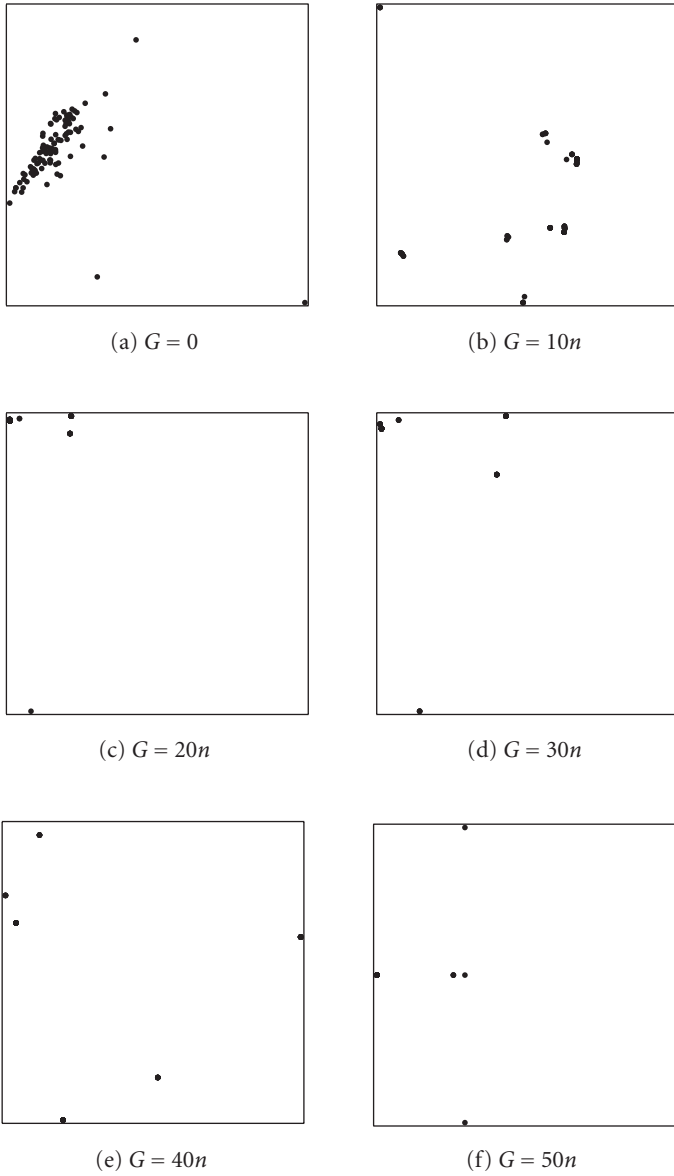 (a) G = 0
(b) G = 10n
(c) G = 20n
(d) G = 30n
(e) G = 40n
(f) G = 50n